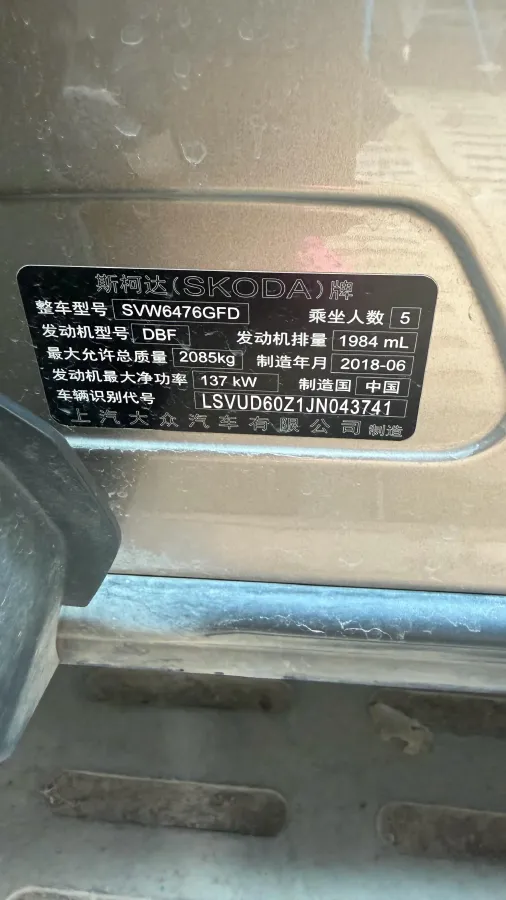 斯柯达(SKODA)牌
整车型号 SVW6476GFD 乘坐人数 5
发动机型号 DBF 发动机排量 1984 mL
最大允许总质量 2085kg 制造年月 2018-06
发动机最大净功率 137 kW 制造国 中国
车辆识别代号 LSVUD60Z1JN043741
上汽大众汽车有限公司 制造